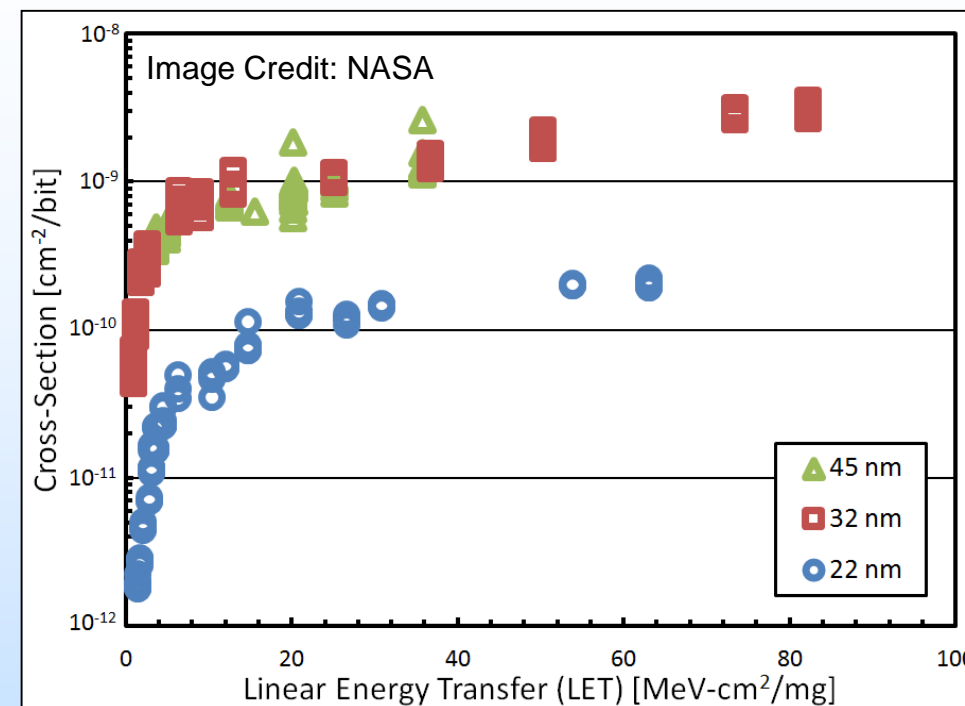 Image Credit: NASA
10⁻⁸
10⁻⁹
10⁻¹⁰
10⁻¹¹
10⁻¹²
Cross-Section [cm⁻²/bit]
45 nm
32 nm
22 nm
0 20 40 60 80 100
Linear Energy Transfer (LET) [MeV-cm²/mg]